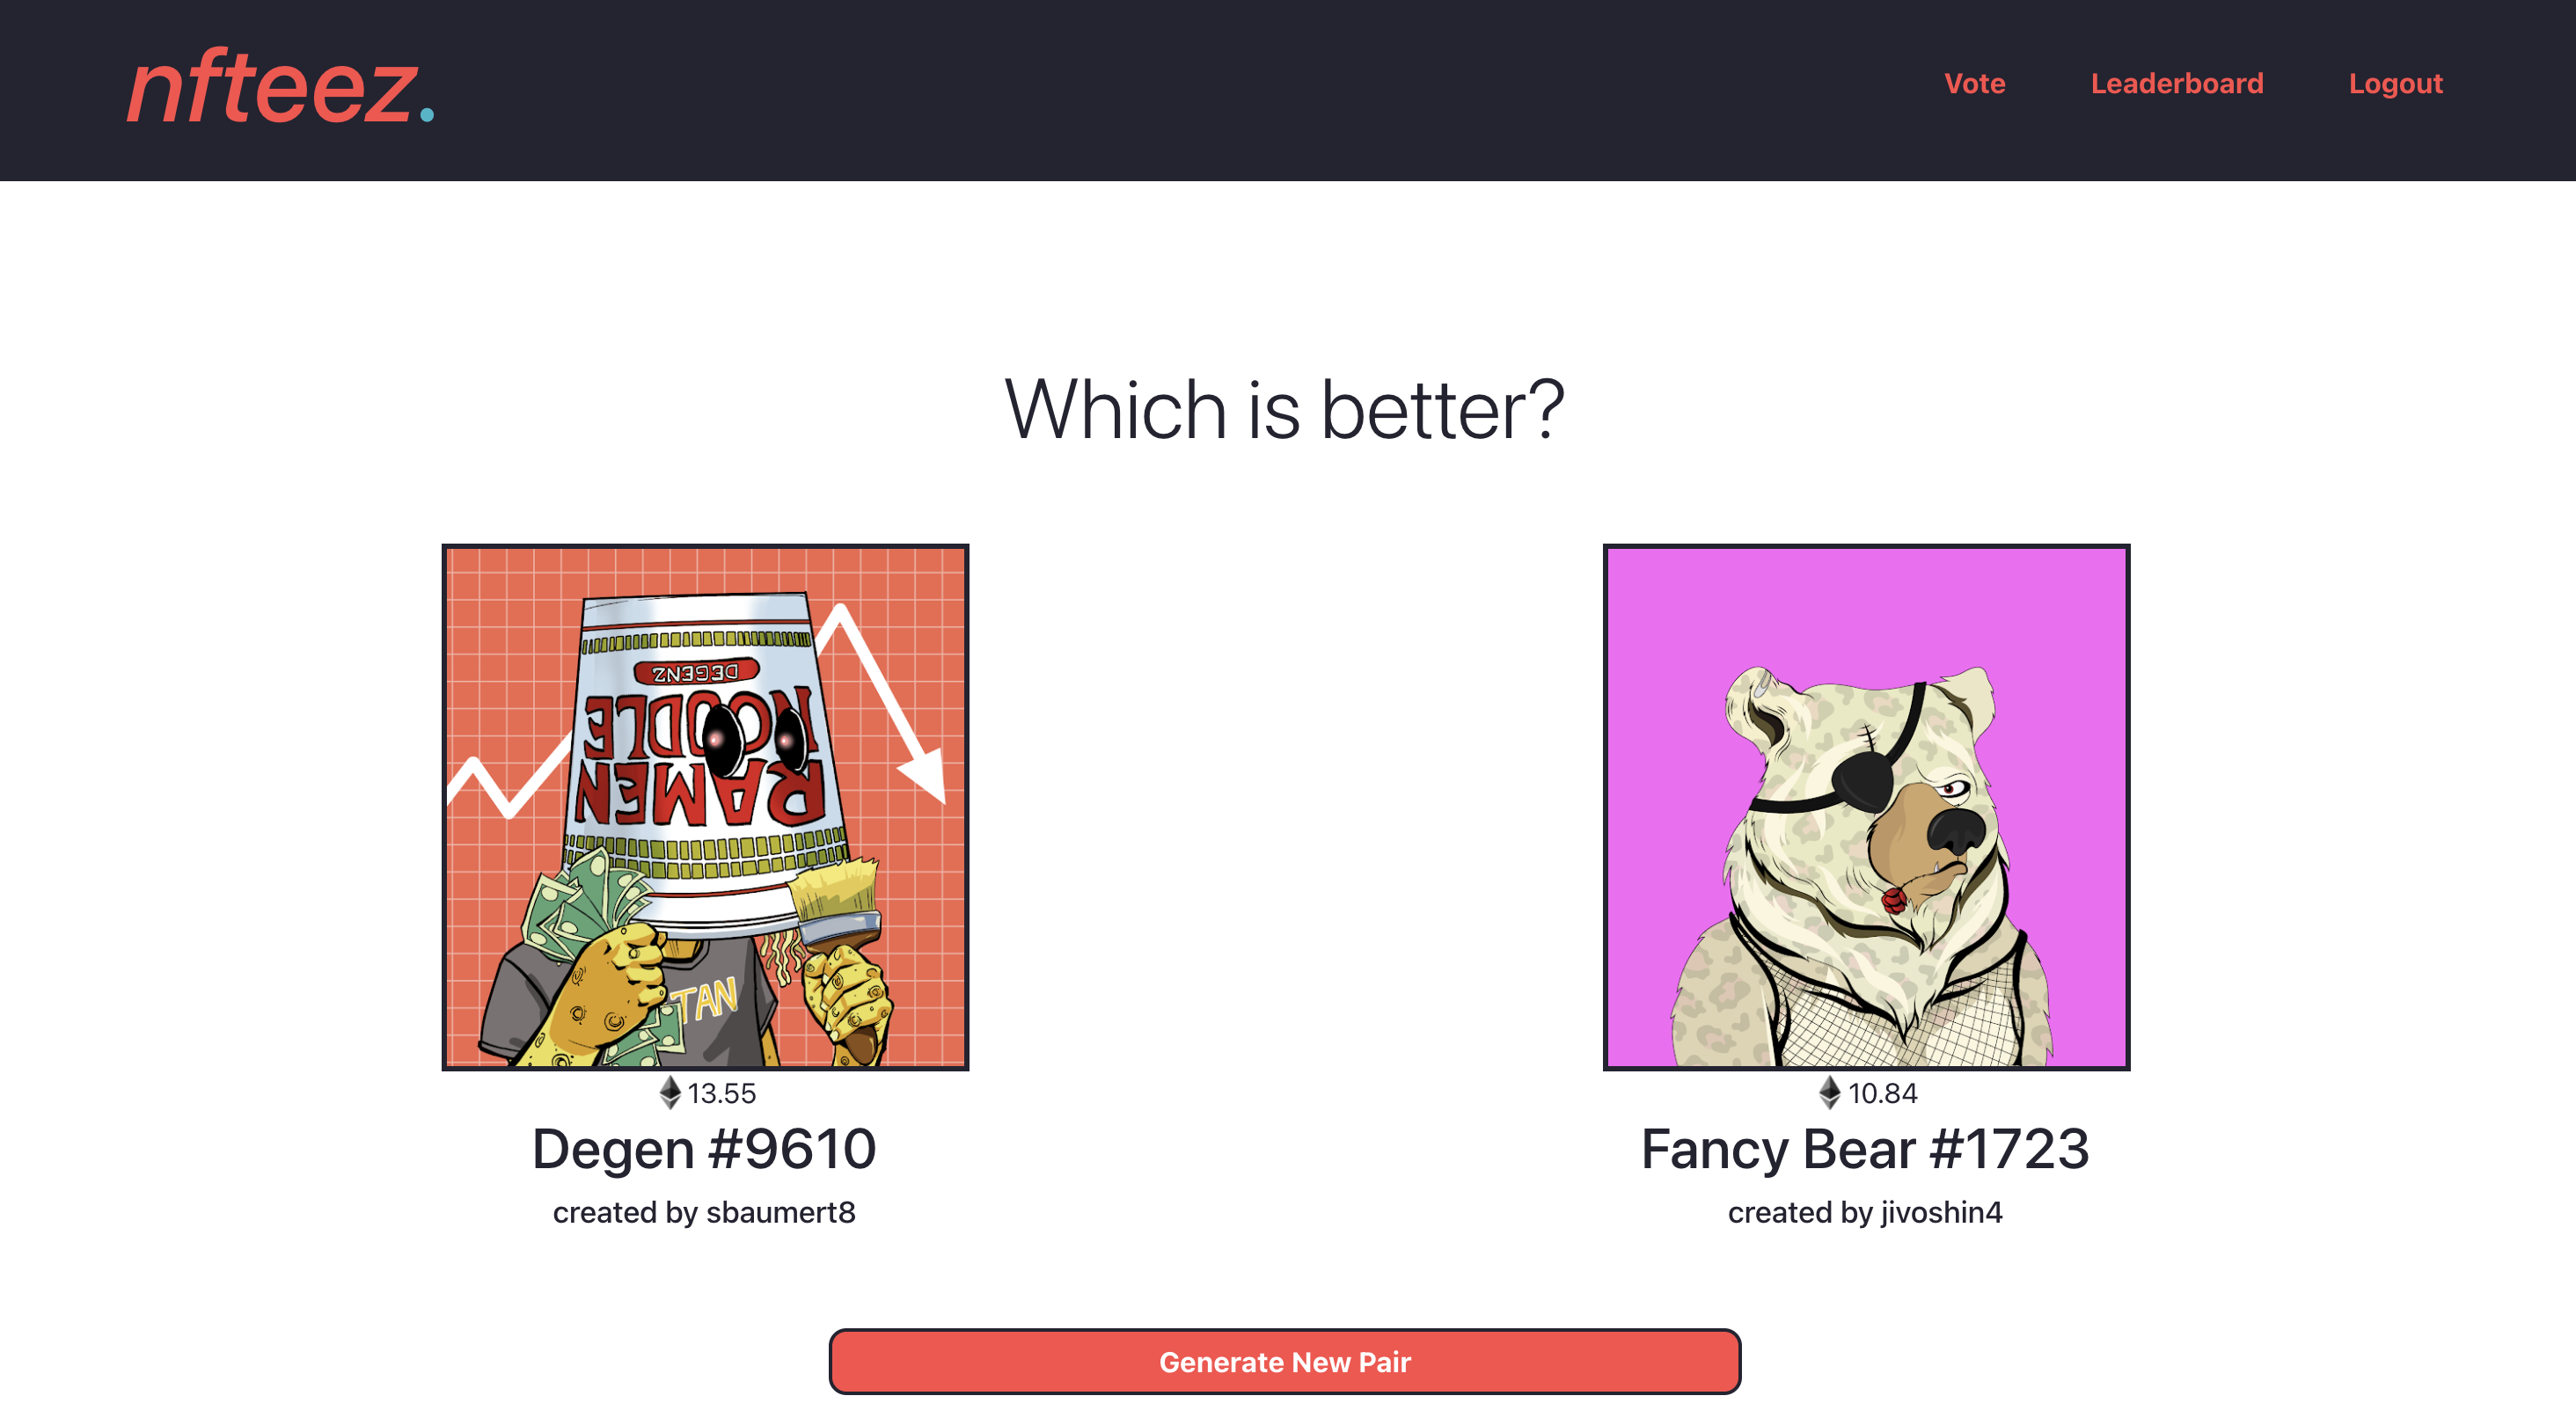 nfteez.
Vote
Leaderboard
Logout
Which is better?
DEGENZ
RAMEN
NOODLE
TAN
13.55
Degen #9610
created by sbaumert8
10.84
Fancy Bear #1723
created by jivoshin4
Generate New Pair